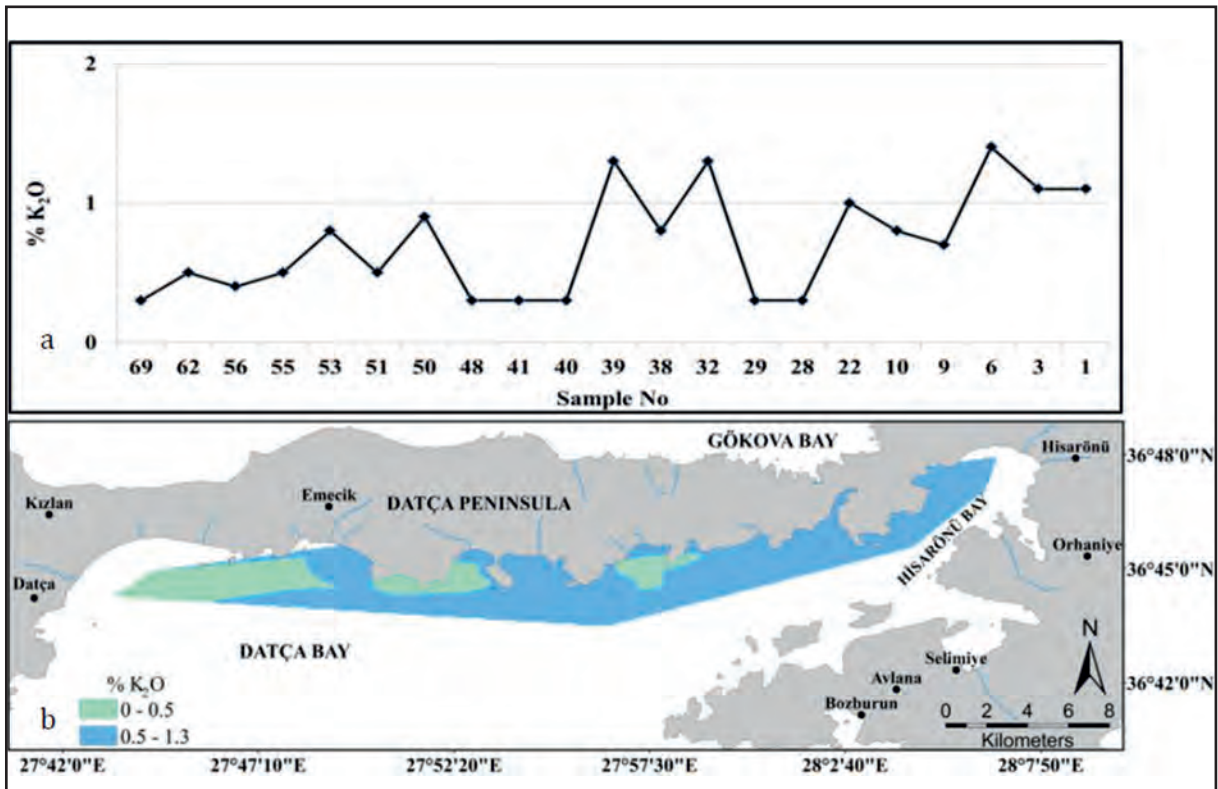 2
1
0
% K₂O
a
69 62 56 55 53 51 50 48 41 40 39 38 32 29 28 22 10 9 6 3 1
Sample No
GÖKOVA BAY
Hisarönü
36°48'0"N
Kızlan
Emecik
DATÇA PENINSULA
HİSARÖNÜ BAY
Orhaniye
36°45'0"N
Datça
DATÇA BAY
N
Selimiye
Avlana
Bozburun
36°42'0"N
% K₂O
0 - 0.5
0.5 - 1.3
b
0 2 4 6 8
Kilometers
27°42'0"E 27°47'10"E 27°52'20"E 27°57'30"E 28°2'40"E 28°7'50"E